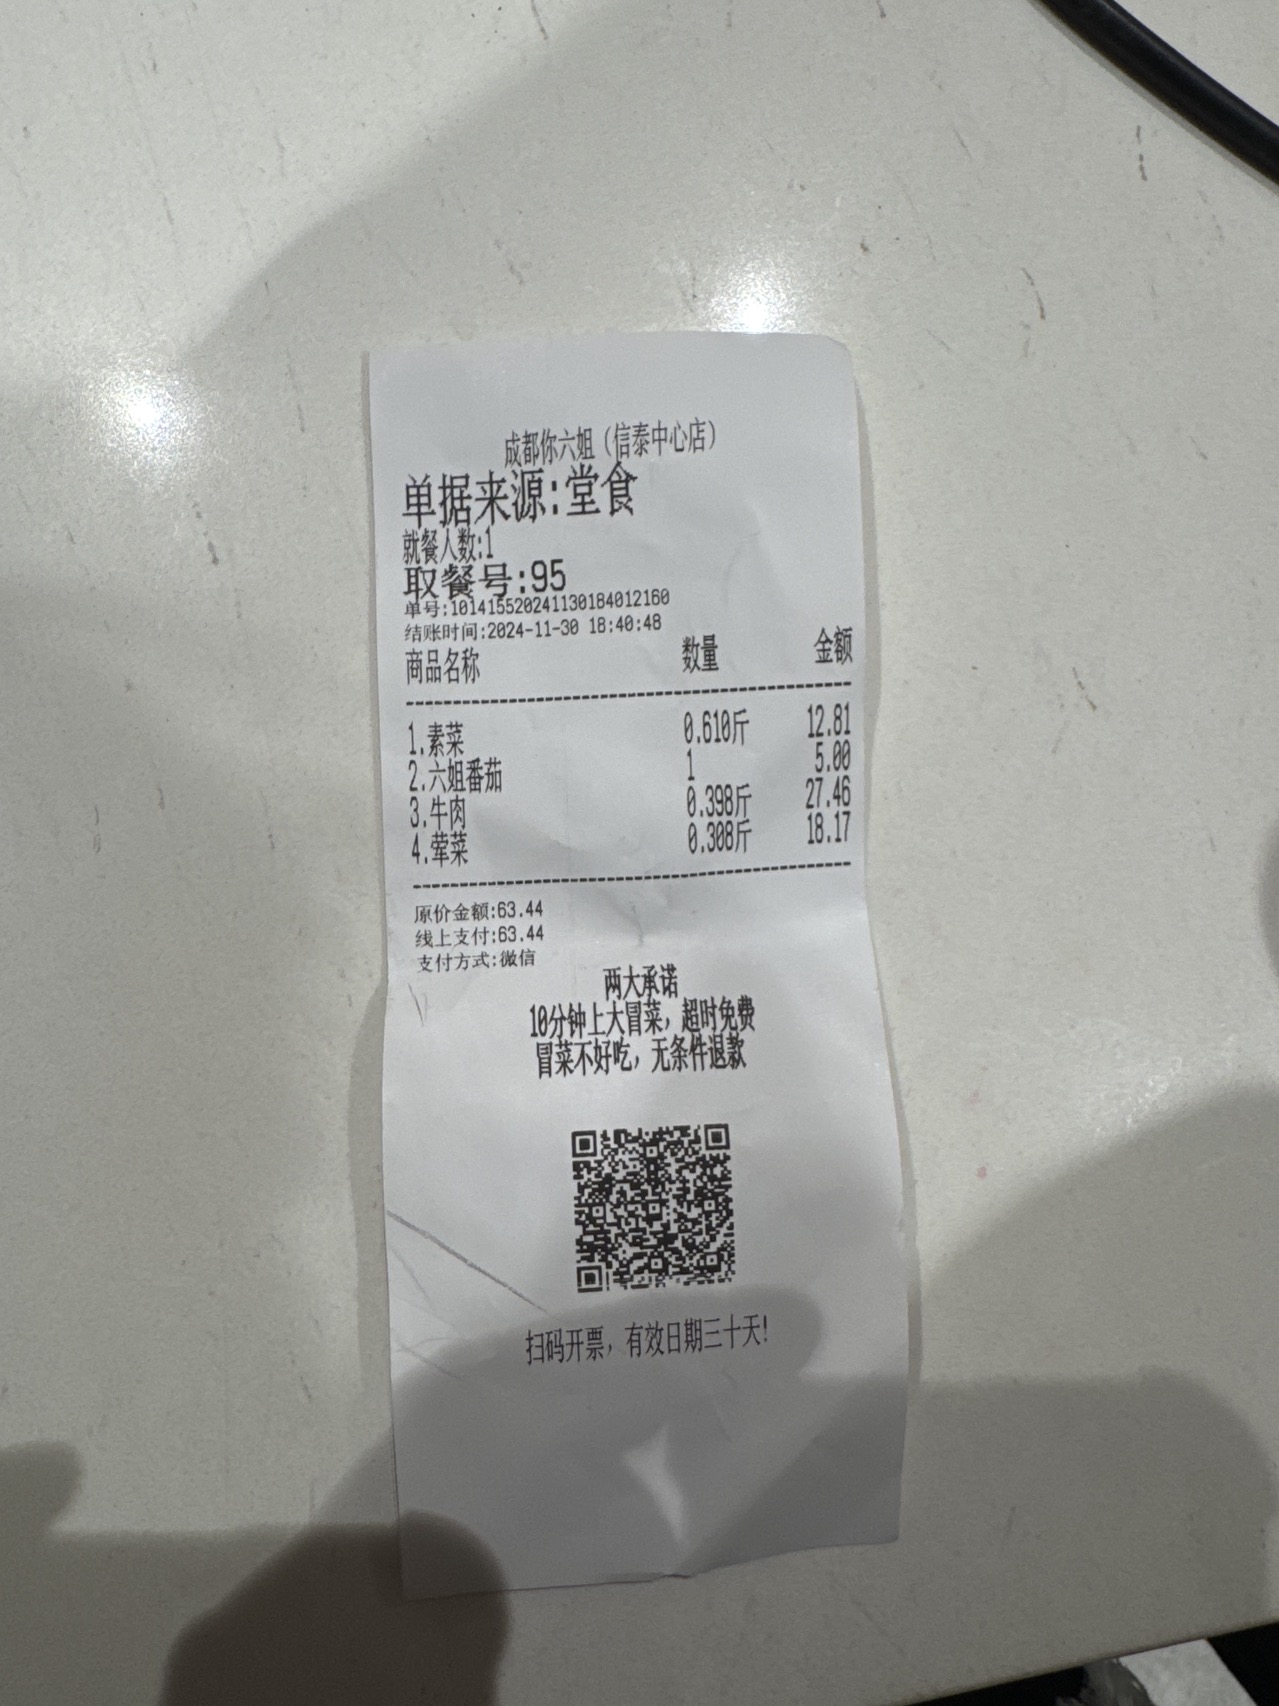 成都你六姐（信泰中心店）
单据来源:堂食
就餐人数:1
取餐号:95
单号:10141552024113018401​2160
结账时间:2024-11-30 18:40:48
商品名称 数量 金额
1.素菜 0.610斤 12.81
2.六姐番茄 1 5.00
3.牛肉 0.398斤 27.46
4.荤菜 0.308斤 18.17
原价金额:63.44
线上支付:63.44
支付方式:微信
两大承诺
10分钟上大冒菜，超时免费
冒菜不好吃，无条件退款
扫码开票，有效日期三十天!